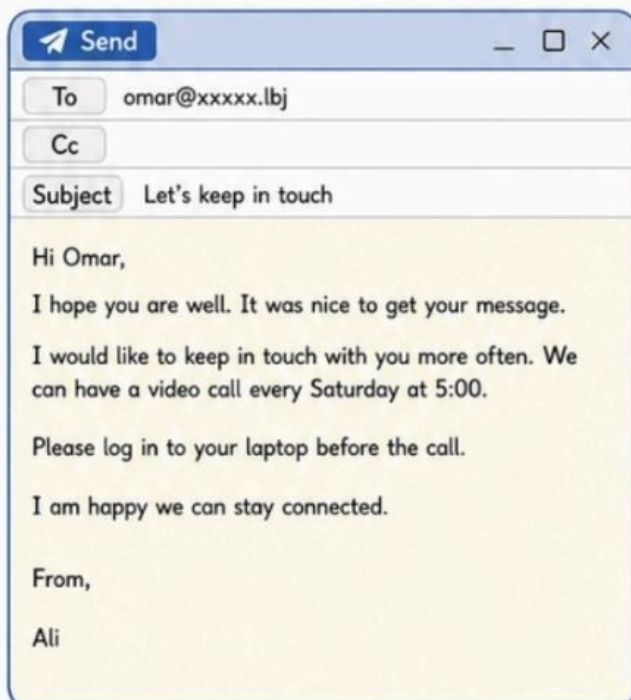 Send
To omar@xxxxx.lbj
Cc
Subject Let's keep in touch
Hi Omar,
I hope you are well. It was nice to get your message.
I would like to keep in touch with you more often. We
can have a video call every Saturday at 5:00.
Please log in to your laptop before the call.
I am happy we can stay connected.
From,
Ali